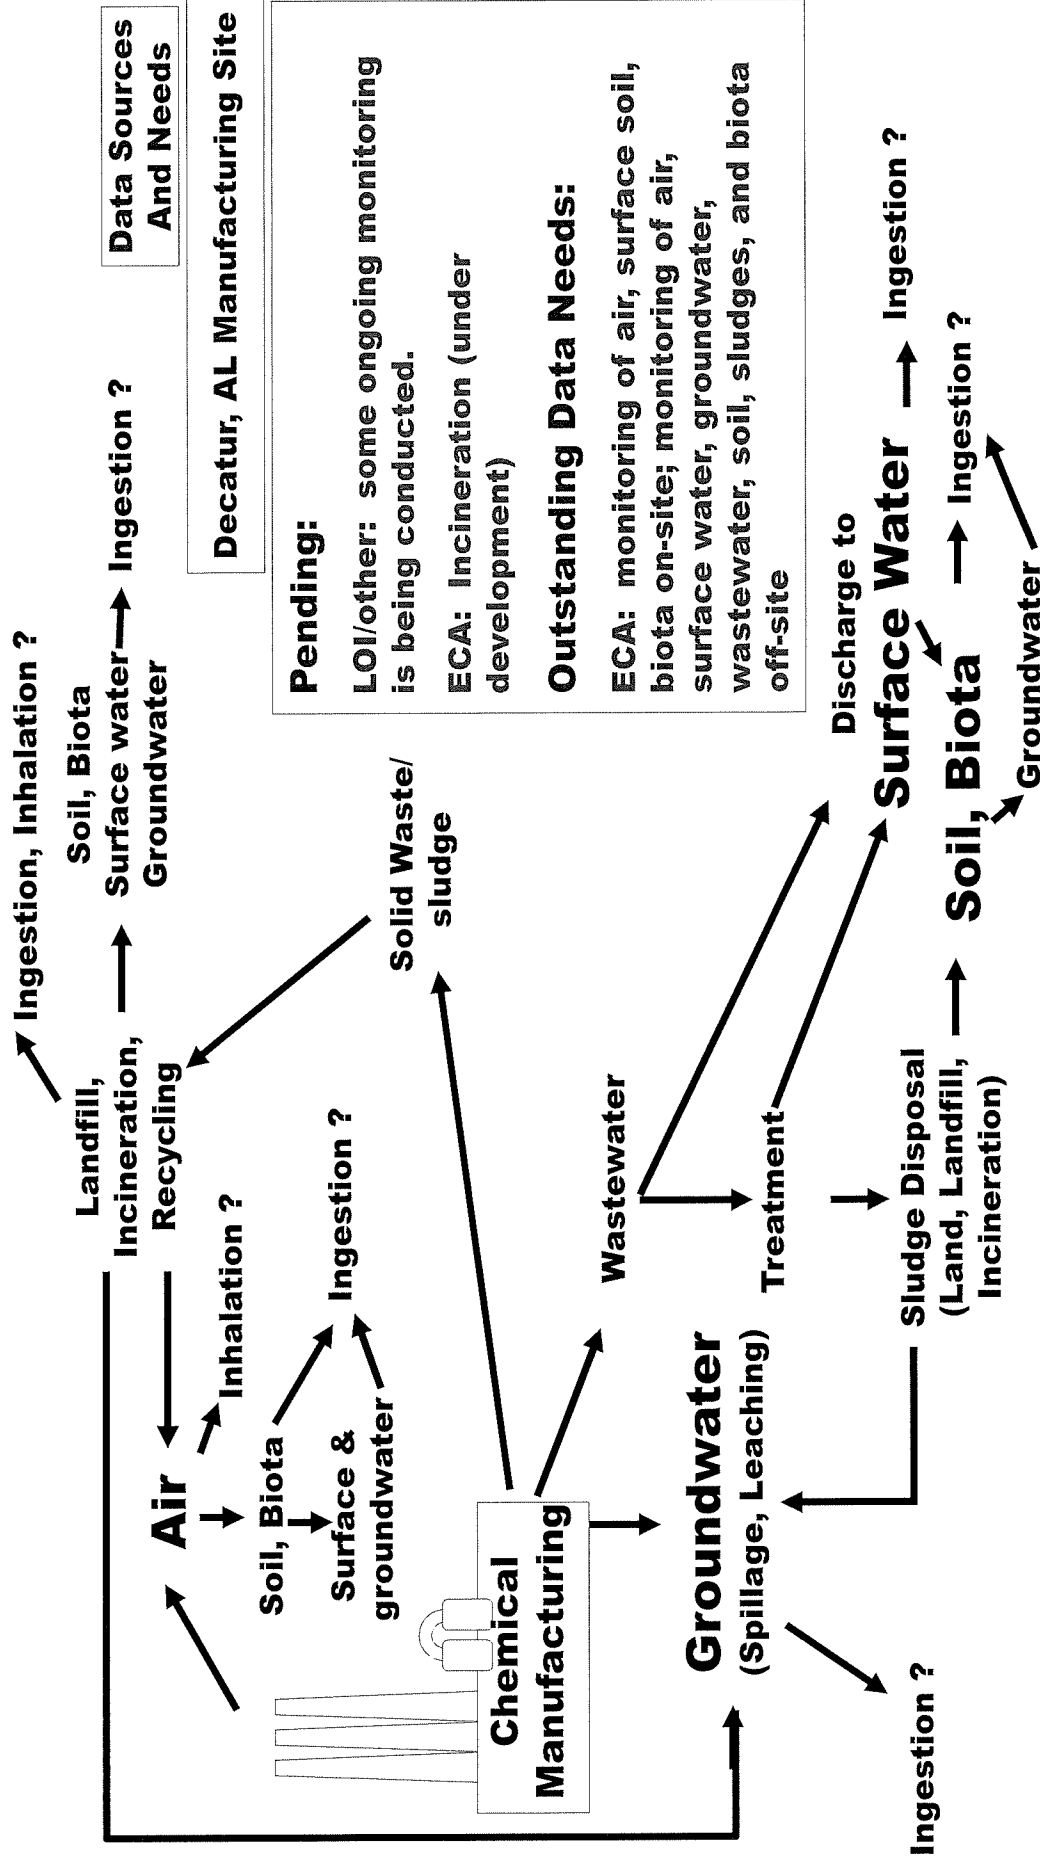 Data Sources
And Needs
Decatur, AL Manufacturing Site
Ingestion, Inhalation ?
Landfill,
Incineration,
Recycling
Soil, Biota
Surface water
Groundwater
Ingestion ?
Air
Inhalation ?
Soil, Biota
Surface &
groundwater
Ingestion ?
Solid Waste/
sludge
Pending:
LOI/other: some ongoing monitoring
is being conducted.
ECA: Incineration (under
development)
Outstanding Data Needs:
ECA: monitoring of air, surface soil,
biota on-site; monitoring of air,
surface water, groundwater,
wastewater, soil, sludges, and biota
off-site
Chemical
Manufacturing
Wastewater
Groundwater
(Spillage, Leaching)
Treatment
Discharge to
Surface Water
Ingestion ?
Ingestion ?
Sludge Disposal
(Land, Landfill,
Incineration)
Soil, Biota
Ingestion ?
Groundwater